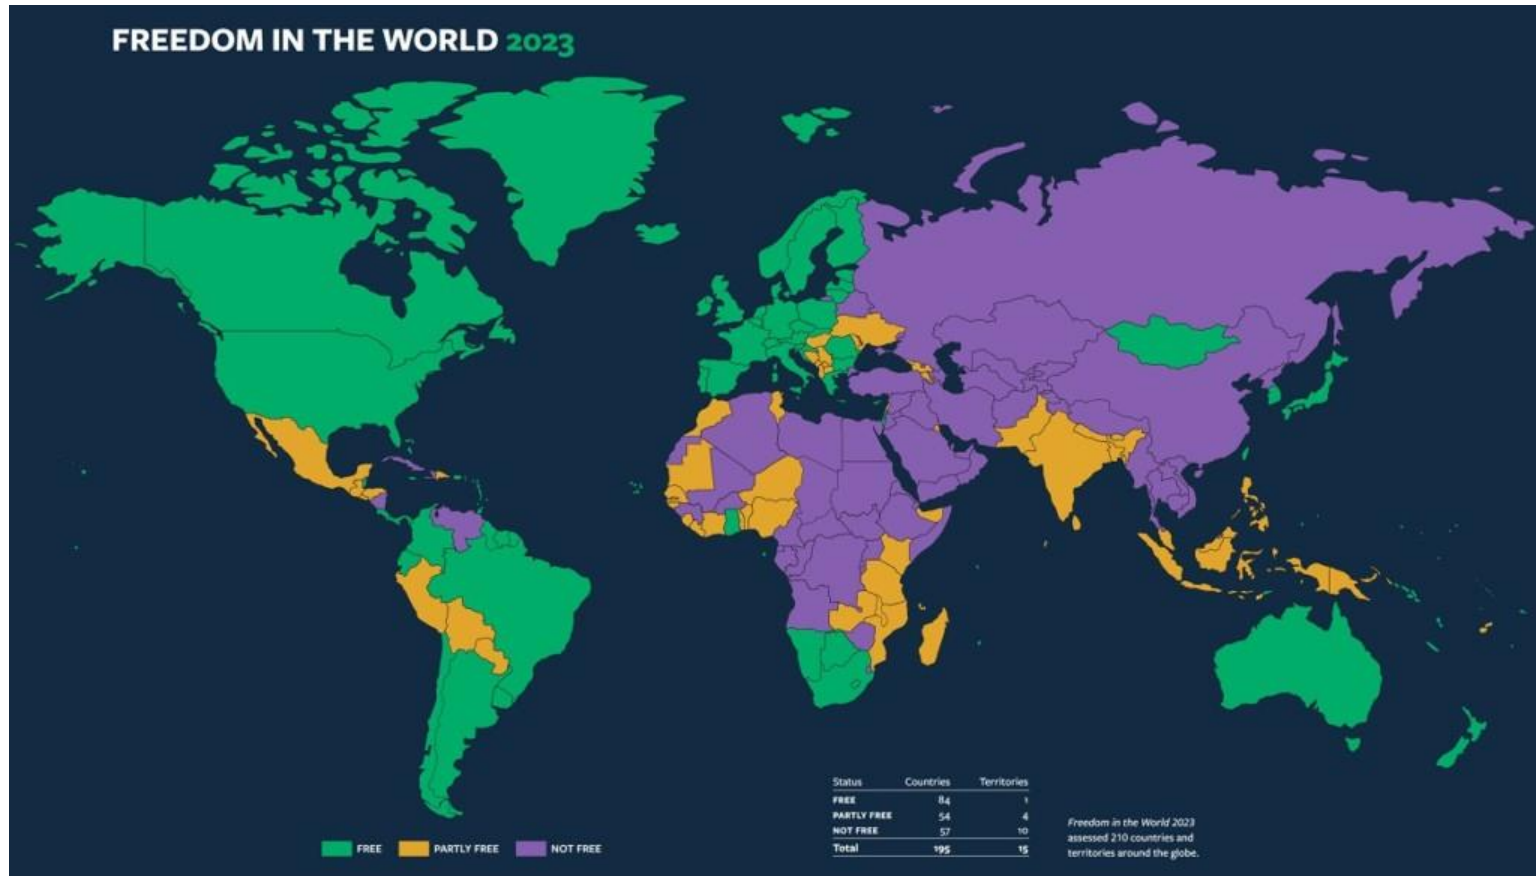 FREEDOM IN THE WORLD 2023
Status Countries Territories
FREE 84 1
PARTLY FREE 54 4
NOT FREE 57 10
Total 195 15
Freedom in the World 2023
assessed 210 countries and
territories around the globe.
FREE PARTLY FREE NOT FREE